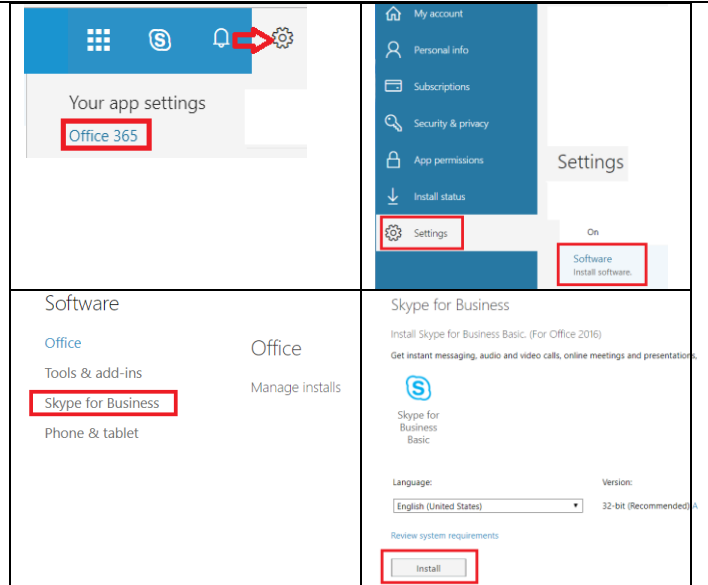 Your app settings
Office 365
My account
Personal info
Subscriptions
Security & privacy
App permissions
Install status
Settings
Settings
On
Software
Install software.
Software
Office
Tools & add-ins
Skype for Business
Phone & tablet
Office
Manage installs
Skype for Business
Install Skype for Business Basic. (For Office 2016)
Get instant messaging, audio and video calls, online meetings and presentations,
Skype for
Business
Basic
Language:
Version:
English (United States)
32-bit (Recommended) A
Review system requirements
Install